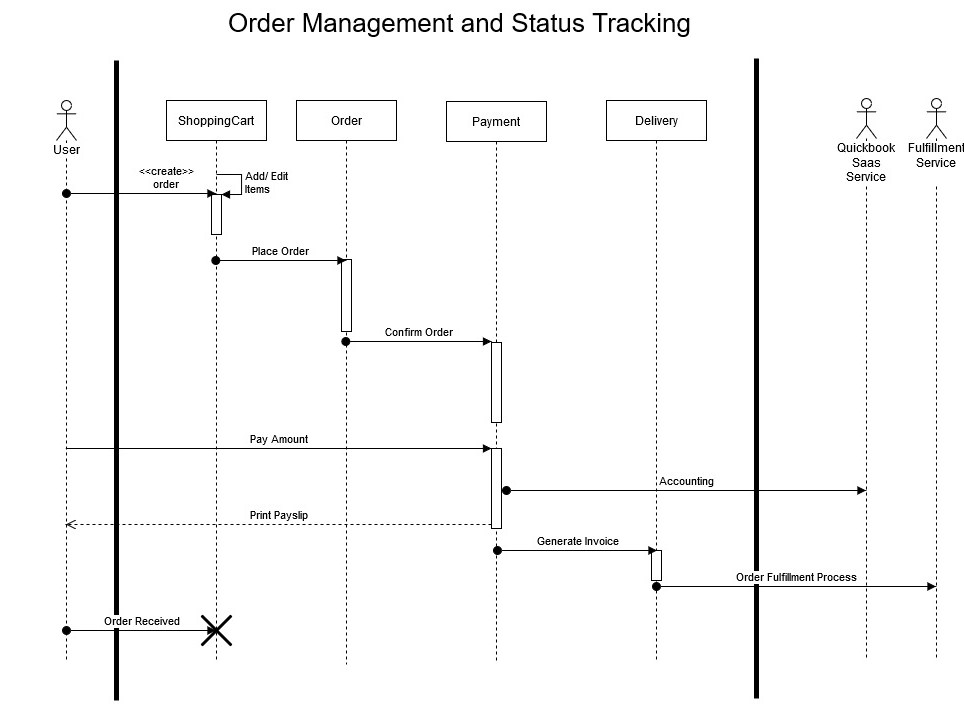 Order Management and Status Tracking
ShoppingCart
Order
Payment
Delivery
User
Quickbook
Saas
Service
Fulfillment
Service
<<create>>
order
Add/ Edit
Items
Place Order
Confirm Order
Pay Amount
Accounting
Print Payslip
Generate Invoice
Order Fulfillment Process
Order Received